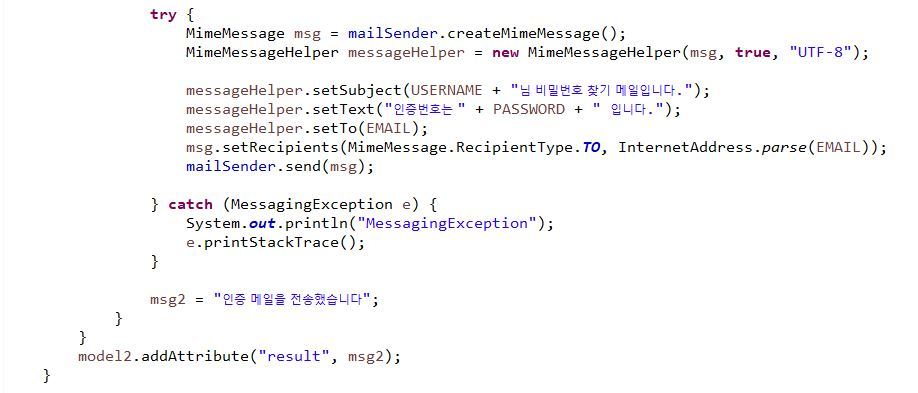 try {
MimeMessage msg = mailSender.createMimeMessage();
MimeMessageHelper messageHelper = new MimeMessageHelper(msg, true, "UTF-8");
messageHelper.setSubject(USERNAME + "님 비밀번호 찾기 메일입니다.");
messageHelper.setText("인증번호는 " + PASSWORD + " 입니다.");
messageHelper.setTo(EMAIL);
msg.setRecipients(MimeMessage.RecipientType.TO, InternetAddress.parse(EMAIL));
mailSender.send(msg);
} catch (MessagingException e) {
System.out.println("MessagingException");
e.printStackTrace();
}
msg2 = "인증 메일을 전송했습니다";
}
}
model2.addAttribute("result", msg2);
}